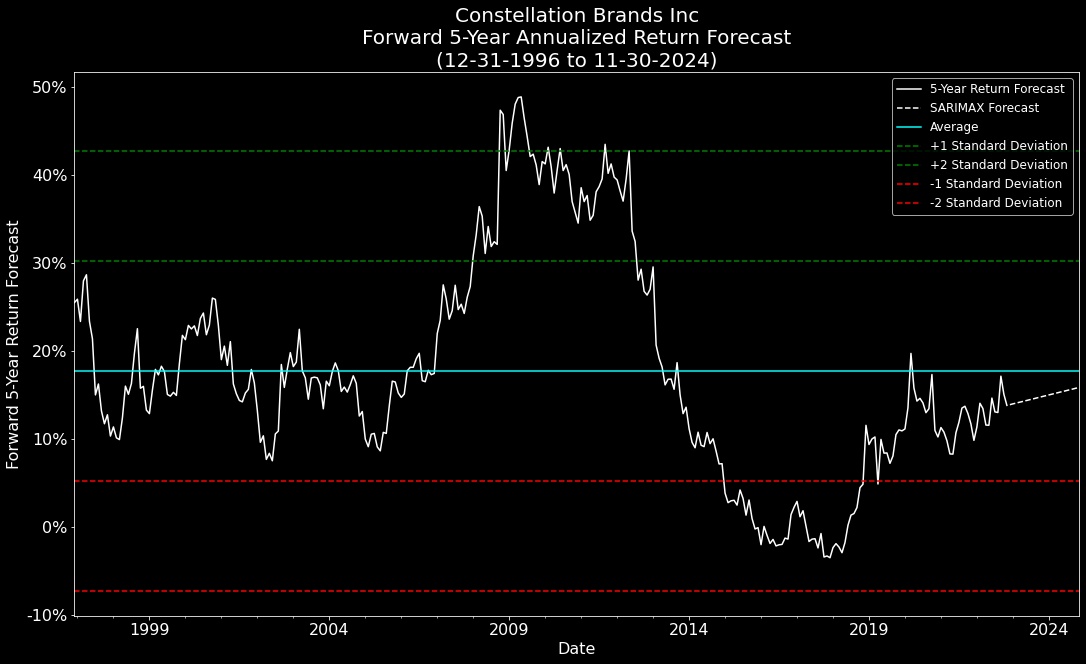 Constellation Brands Inc
Forward 5-Year Annualized Return Forecast
(12-31-1996 to 11-30-2024)
5-Year Return Forecast
SARIMAX Forecast
Average
+1 Standard Deviation
+2 Standard Deviation
-1 Standard Deviation
-2 Standard Deviation
Forward 5-Year Return Forecast
50%
40%
30%
20%
10%
0%
-10%
1999
2004
2009
2014
2019
2024
Date